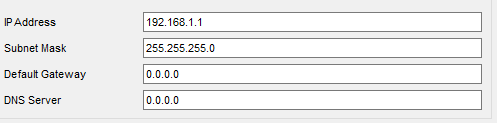 IP Address 192.168.1.1
Subnet Mask 255.255.255.0
Default Gateway 0.0.0.0
DNS Server 0.0.0.0